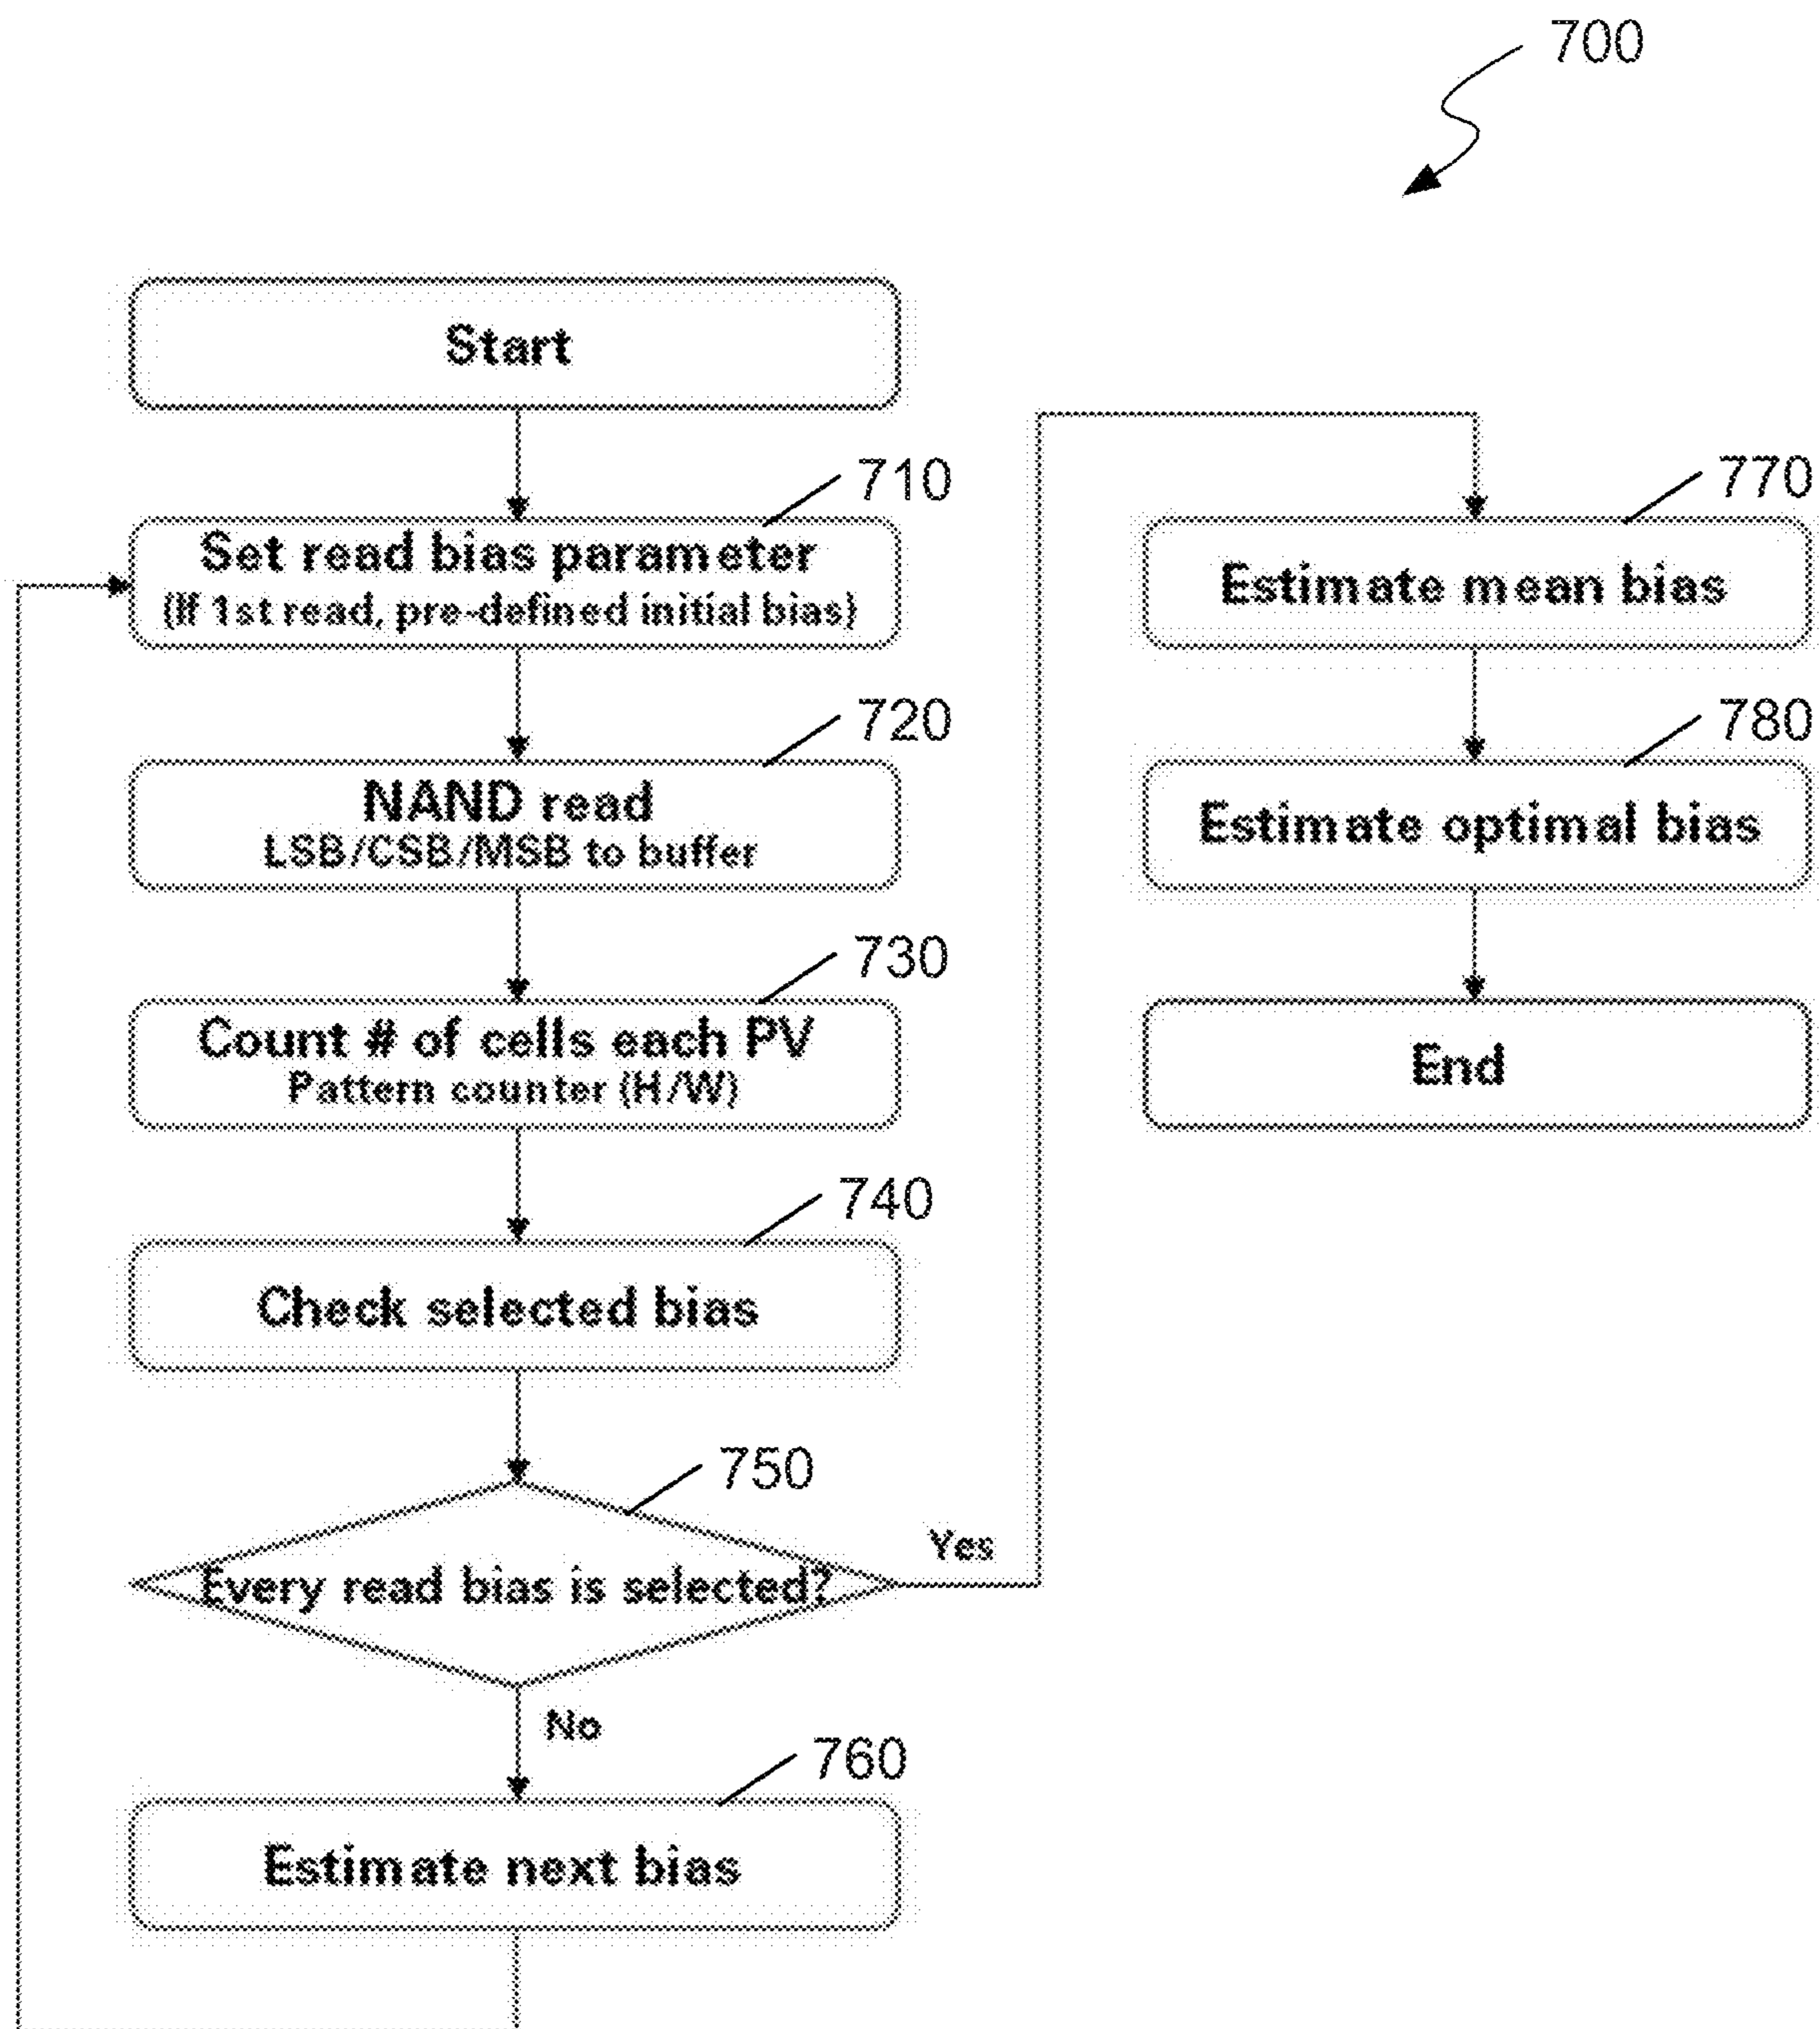 700
Start
710
Set read bias parameter
(If 1st read, pre-defined initial bias)
720
NAND read
LSB/CSB/MSB to buffer
730
Count # of cells each PV
Pattern counter (H/W)
740
Check selected bias
750
Every read bias is selected?
Yes
No
760
Estimate next bias
770
Estimate mean bias
780
Estimate optimal bias
End